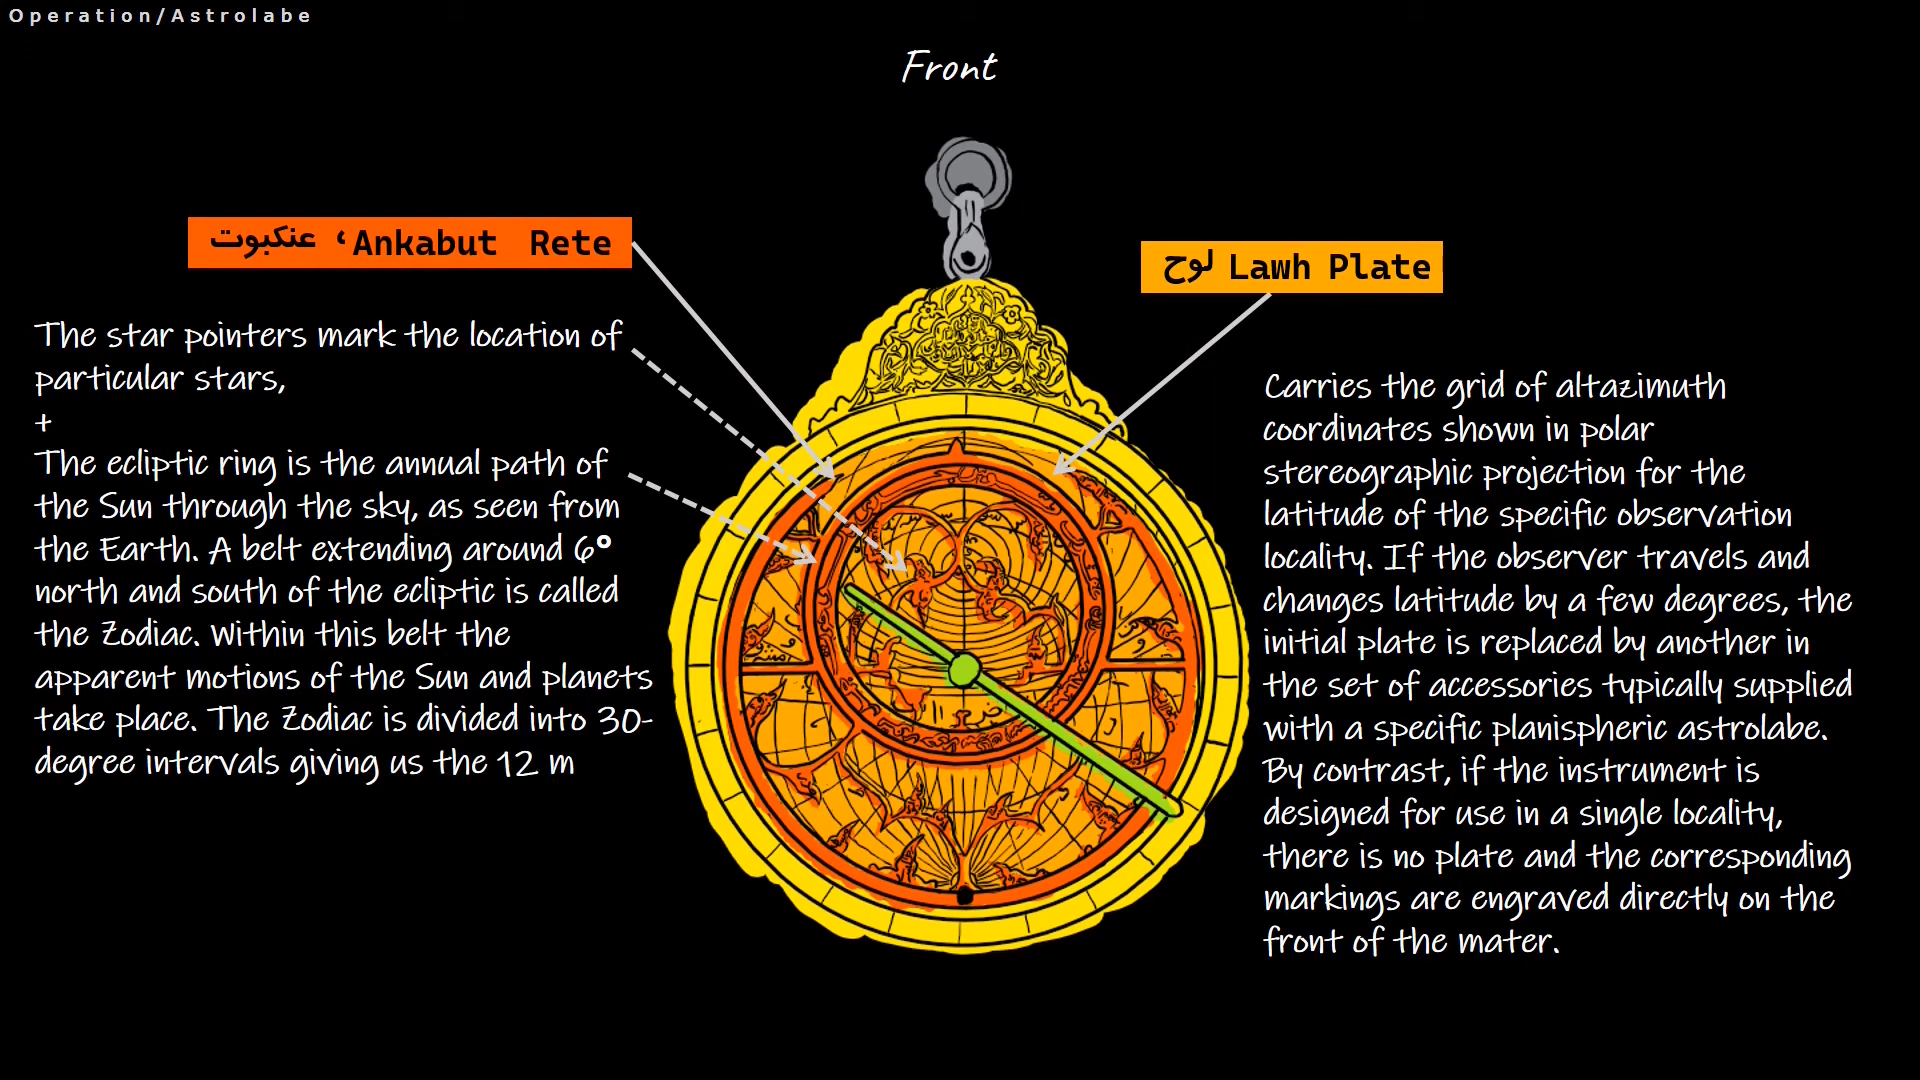 Operation/Astrolabe
Front
عنكبوت ʻAnkabut Rete
لوح Lawh Plate
The star pointers mark the location of
particular stars,
+
The ecliptic ring is the annual path of
the Sun through the sky, as seen from
the Earth. A belt extending around 6°
north and south of the ecliptic is called
the Zodiac. Within this belt the
apparent motions of the Sun and planets
take place. The Zodiac is divided into 30-
degree intervals giving us the 12 m
Carries the grid of altazimuth
coordinates shown in polar
stereographic projection for the
latitude of the specific observation
locality. If the observer travels and
changes latitude by a few degrees, the
initial plate is replaced by another in
the set of accessories typically supplied
with a specific planispheric astrolabe.
By contrast, if the instrument is
designed for use in a single locality,
there is no plate and the corresponding
markings are engraved directly on the
front of the mater.